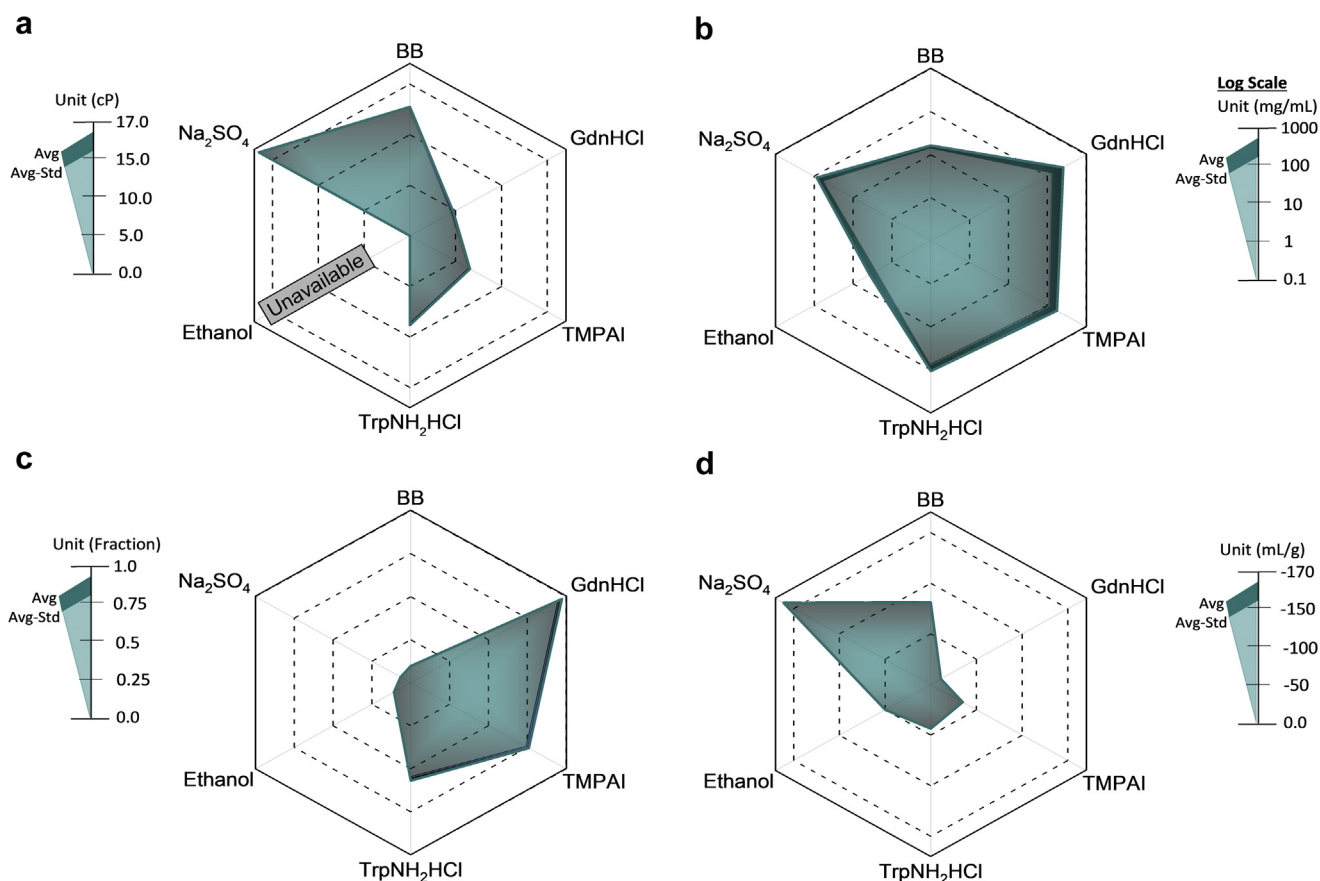 a
BB
Unit (cP)
17.0
Avg
15.0
Avg-Std
10.0
5.0
0.0
Na₂SO₄
GdnHCl
Unavailable
Ethanol
TMPAI
TrpNH₂HCl
b
BB
Log Scale
Unit (mg/mL)
1000
Avg
100
Avg-Std
10
1
0.1
Na₂SO₄
GdnHCl
Ethanol
TMPAI
TrpNH₂HCl
c
BB
Unit (Fraction)
1.0
Avg
0.75
Avg-Std
0.5
0.25
0.0
Na₂SO₄
GdnHCl
Ethanol
TMPAI
TrpNH₂HCl
d
BB
Unit (mL/g)
-170
Avg
-150
Avg-Std
-100
-50
0.0
Na₂SO₄
GdnHCl
Ethanol
TMPAI
TrpNH₂HCl